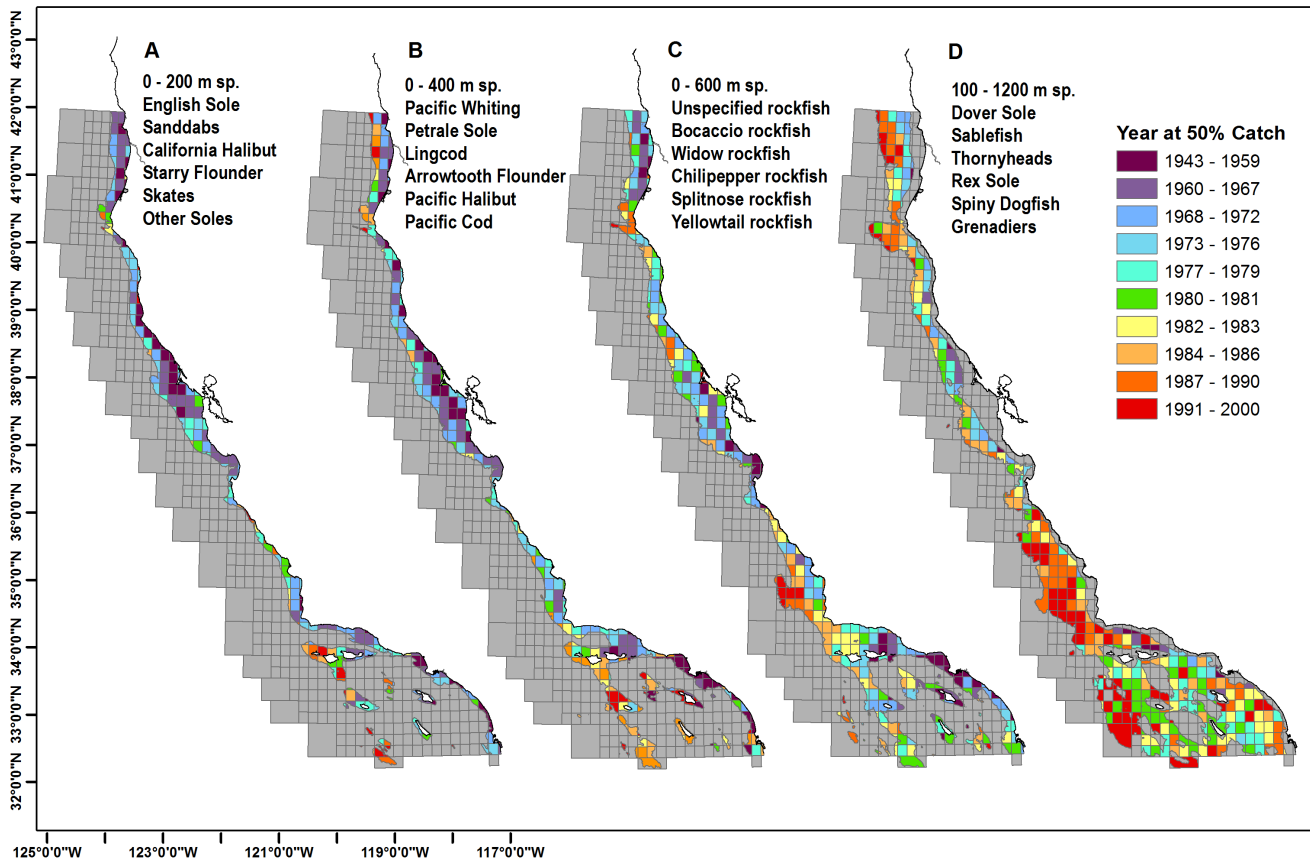 A
0 - 200 m sp.
English Sole
Sanddabs
California Halibut
Starry Flounder
Skates
Other Soles
B
0 - 400 m sp.
Pacific Whiting
Petrale Sole
Lingcod
Arrowtooth Flounder
Pacific Halibut
Pacific Cod
C
0 - 600 m sp.
Unspecified rockfish
Bocaccio rockfish
Widow rockfish
Chilipepper rockfish
Splitnose rockfish
Yellowtail rockfish
D
100 - 1200 m sp.
Dover Sole
Sablefish
Thornyheads
Rex Sole
Spiny Dogfish
Grenadiers
Year at 50% Catch
1943 - 1959
1960 - 1967
1968 - 1972
1973 - 1976
1977 - 1979
1980 - 1981
1982 - 1983
1984 - 1986
1987 - 1990
1991 - 2000
43°0'0"N
42°0'0"N
41°0'0"N
40°0'0"N
39°0'0"N
38°0'0"N
37°0'0"N
36°0'0"N
35°0'0"N
34°0'0"N
33°0'0"N
32°0'0"N
125°0'0"W
123°0'0"W
121°0'0"W
119°0'0"W
117°0'0"W